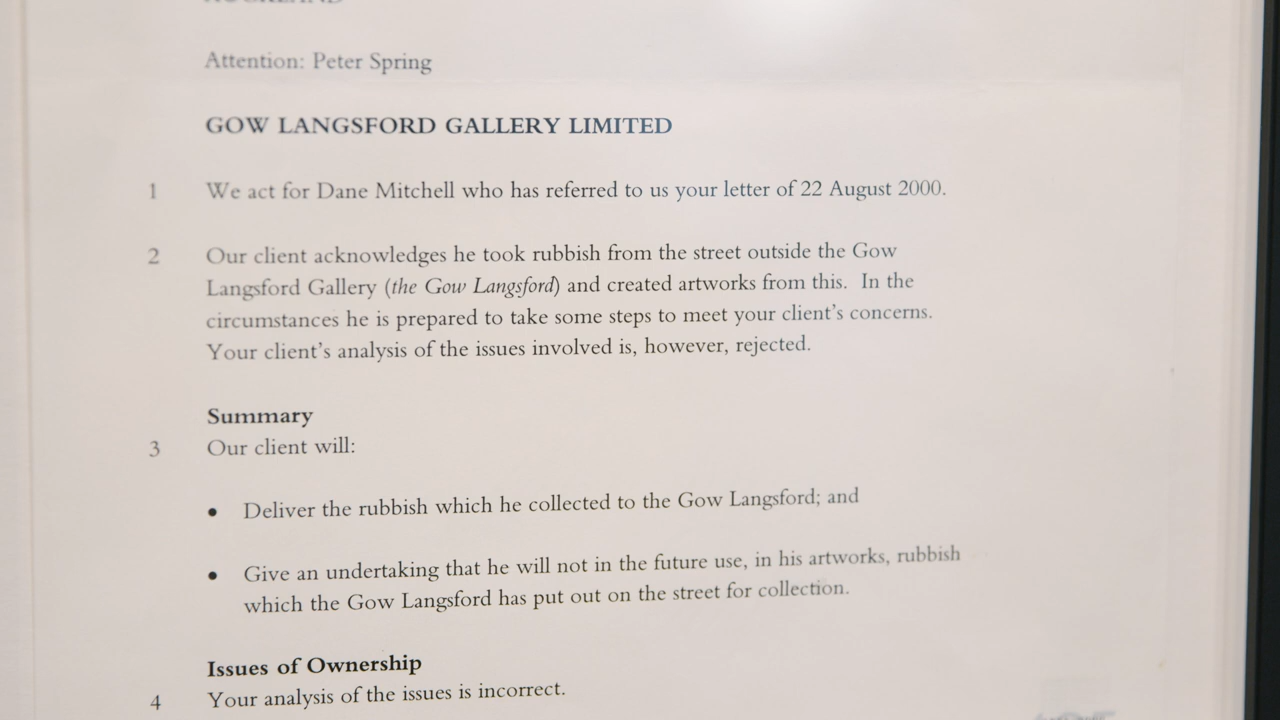 Attention: Peter Spring
GOW LANGSFORD GALLERY LIMITED
1 We act for Dane Mitchell who has referred to us your letter of 22 August 2000.
2 Our client acknowledges he took rubbish from the street outside the Gow
Langsford Gallery (the Gow Langsford) and created artworks from this. In the
circumstances he is prepared to take some steps to meet your client's concerns.
Your client's analysis of the issues involved is, however, rejected.
Summary
3 Our client will:
• Deliver the rubbish which he collected to the Gow Langsford; and
• Give an undertaking that he will not in the future use, in his artworks, rubbish
which the Gow Langsford has put out on the street for collection.
Issues of Ownership
4 Your analysis of the issues is incorrect.